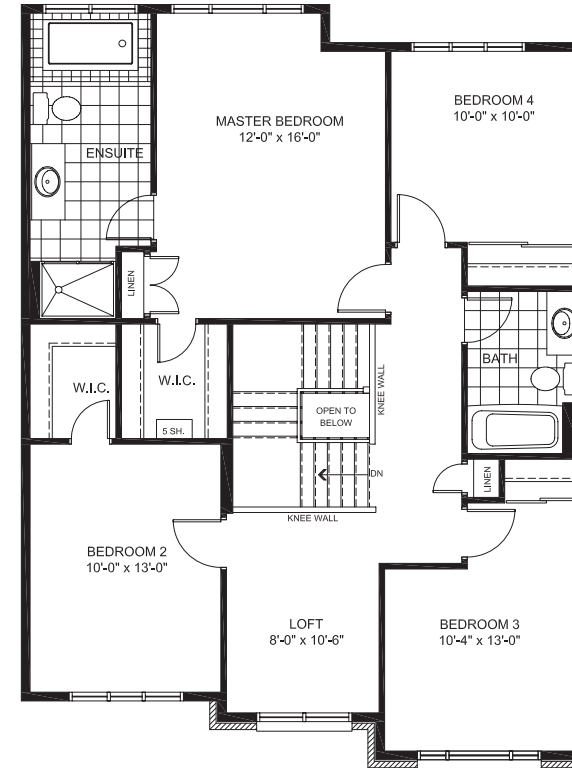 BEDROOM 4
10'-0" x 10'-0"
MASTER BEDROOM
12'-0" x 16'-0"
ENSUITE
LINEN
BATH
W.I.C.
W.I.C.
KNEE WALL
OPEN TO
BELOW
5 SH.
DN
LINEN
KNEE WALL
BEDROOM 2
10'-0" x 13'-0"
LOFT
8'-0" x 10'-6"
BEDROOM 3
10'-4" x 13'-0"